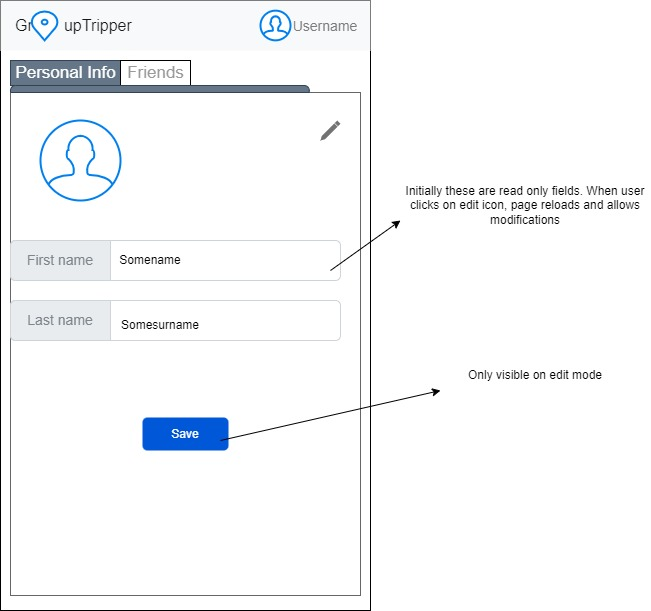 Gr upTripper
Username
Personal Info
Friends
First name
Somename
Last name
Somesurname
Save
Initially these are read only fields. When user
clicks on edit icon, page reloads and allows
modifications
Only visible on edit mode